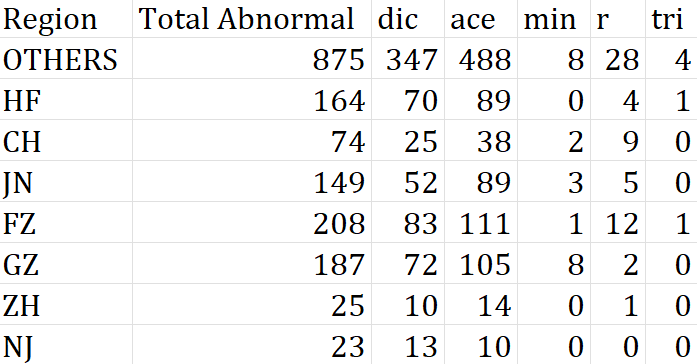 Region Total Abnormal dic ace min r tri
OTHERS 875 347 488 8 28 4
HF 164 70 89 0 4 1
CH 74 25 38 2 9 0
JN 149 52 89 3 5 0
FZ 208 83 111 1 12 1
GZ 187 72 105 8 2 0
ZH 25 10 14 0 1 0
NJ 23 13 10 0 0 0